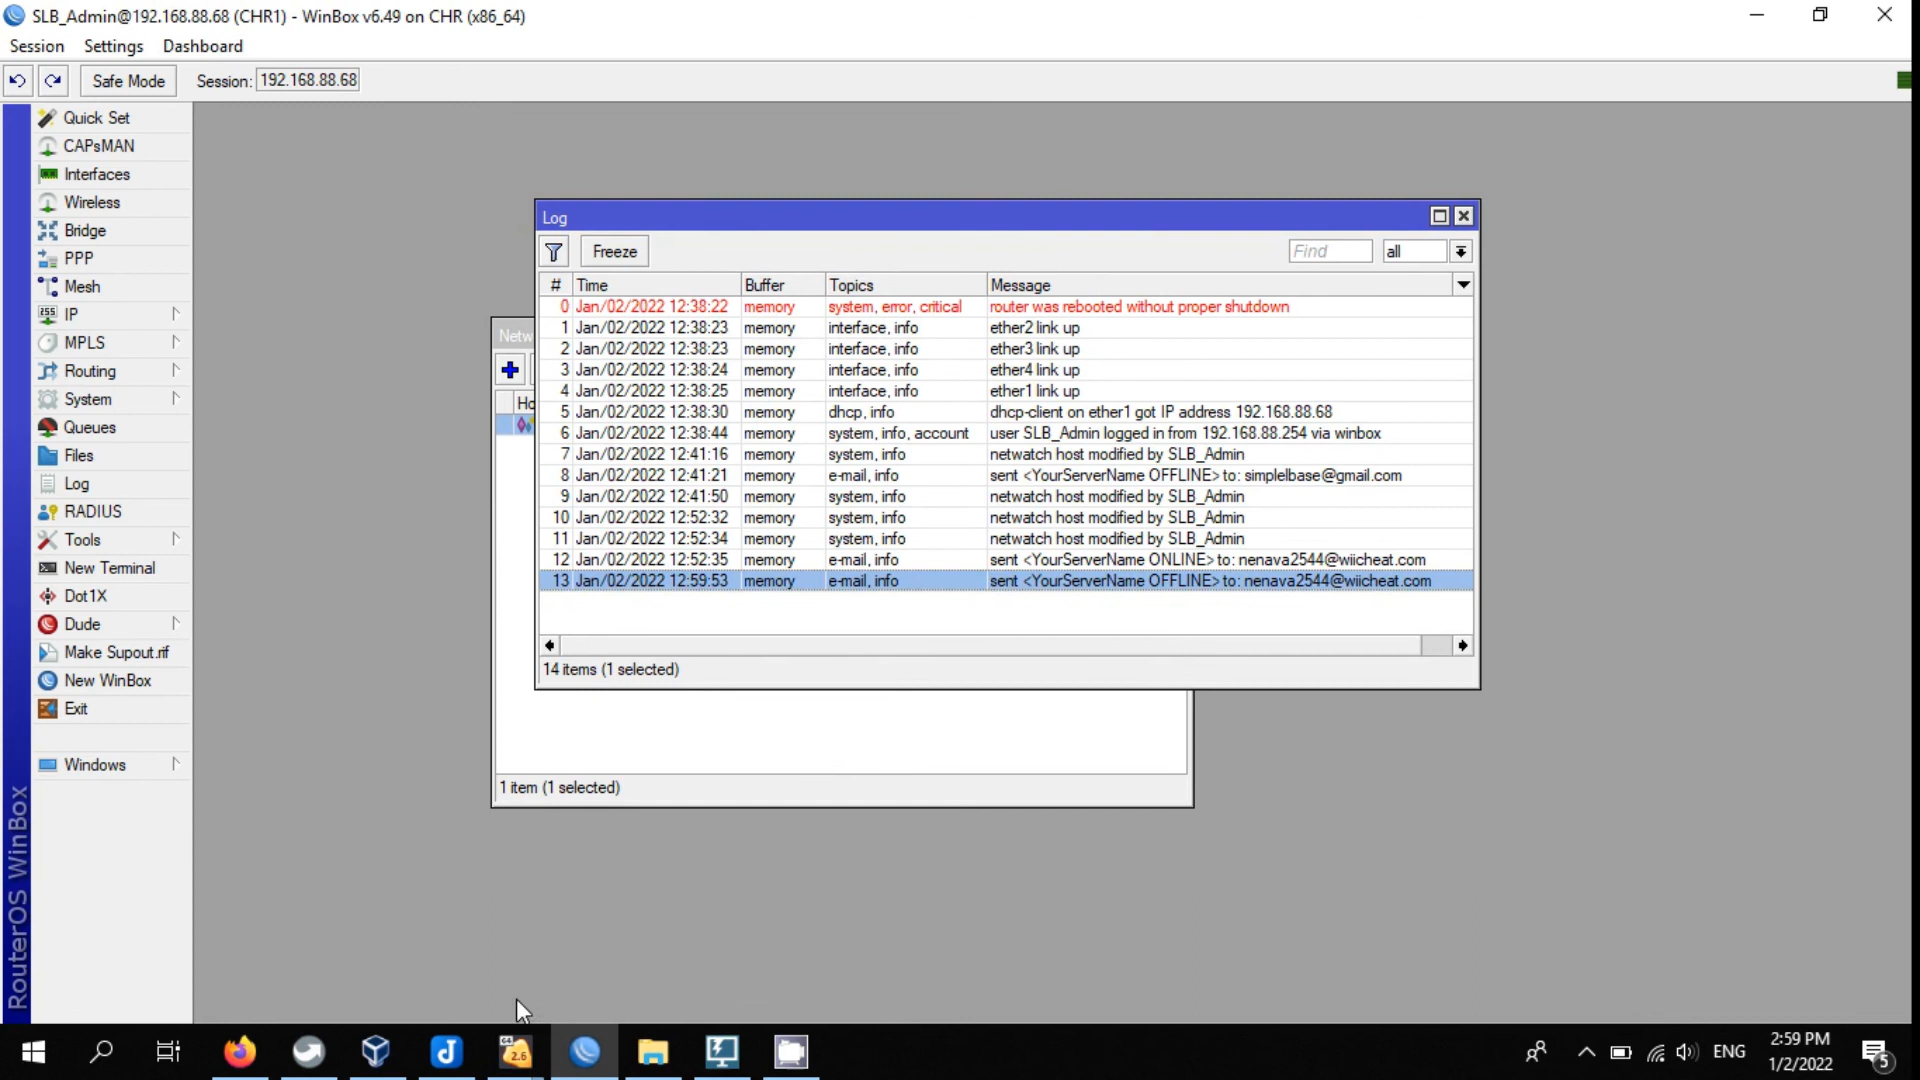 SLB_Admin@192.168.88.68 (CHR1) - WinBox v6.49 on CHR (x86_64)
Session Settings Dashboard
Safe Mode Session: 192.168.88.68
Quick Set
CAPsMAN
Interfaces
Wireless
Bridge
PPP
Mesh
255 IP
MPLS
Routing
System
Queues
Files
Log
RADIUS
Tools
New Terminal
Dot1X
Dude
Make Supout.rif
New WinBox
Exit
Windows
RouterOS WinBox
Netw
Ho
1 item (1 selected)
Log
Freeze Find all
# Time Buffer Topics Message
0 Jan/02/2022 12:38:22 memory system, error, critical router was rebooted without proper shutdown
1 Jan/02/2022 12:38:23 memory interface, info ether2 link up
2 Jan/02/2022 12:38:23 memory interface, info ether3 link up
3 Jan/02/2022 12:38:24 memory interface, info ether4 link up
4 Jan/02/2022 12:38:25 memory interface, info ether1 link up
5 Jan/02/2022 12:38:30 memory dhcp, info dhcp-client on ether1 got IP address 192.168.88.68
6 Jan/02/2022 12:38:44 memory system, info, account user SLB_Admin logged in from 192.168.88.254 via winbox
7 Jan/02/2022 12:41:16 memory system, info netwatch host modified by SLB_Admin
8 Jan/02/2022 12:41:21 memory e-mail, info sent <YourServerName OFFLINE> to: simplelbase@gmail.com
9 Jan/02/2022 12:41:50 memory system, info netwatch host modified by SLB_Admin
10 Jan/02/2022 12:52:32 memory system, info netwatch host modified by SLB_Admin
11 Jan/02/2022 12:52:34 memory system, info netwatch host modified by SLB_Admin
12 Jan/02/2022 12:52:35 memory e-mail, info sent <YourServerName ONLINE> to: nenava2544@wiicheat.com
13 Jan/02/2022 12:59:53 memory e-mail, info sent <YourServerName OFFLINE> to: nenava2544@wiicheat.com
14 items (1 selected)
64 2.6
ENG
2:59 PM
1/2/2022
5